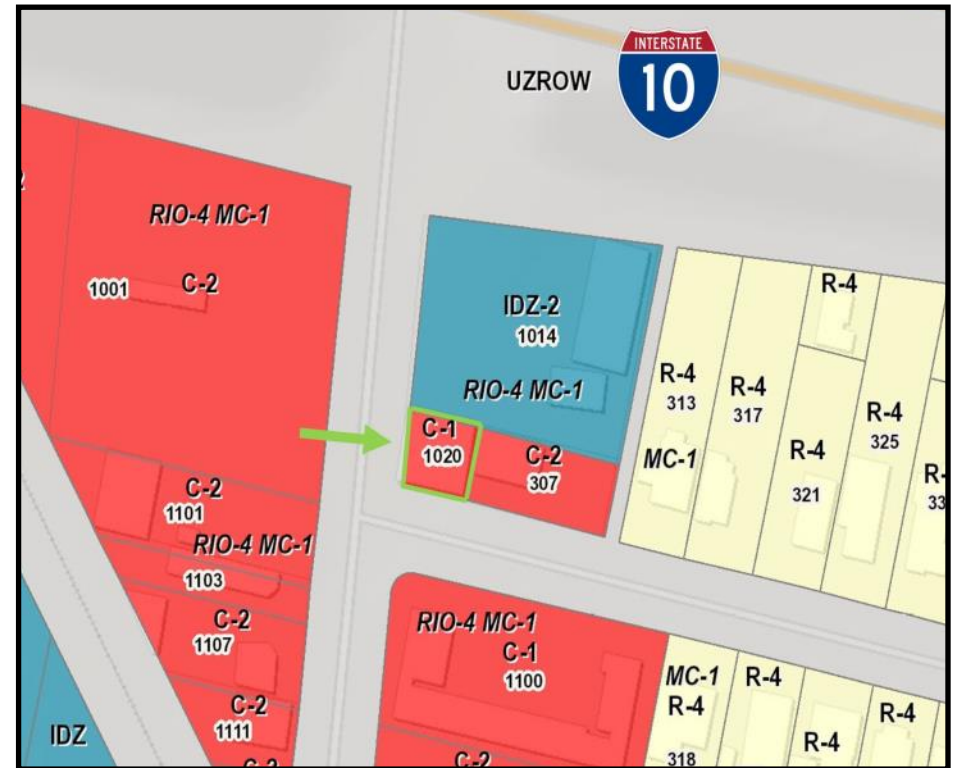 INTERSTATE
10
UZROW
RIO-4 MC-1
C-2
1001
IDZ-2
1014
RIO-4 MC-1
R-4
R-4
313
R-4
317
R-4
325
C-1
1020
C-2
307
MC-1
R-4
321
C-2
1101
RIO-4 MC-1
1103
C-2
1107
C-2
1111
IDZ
RIO-4 MC-1
C-1
1100
C-2
MC-1
R-4
318
R-4
R-4
R-4